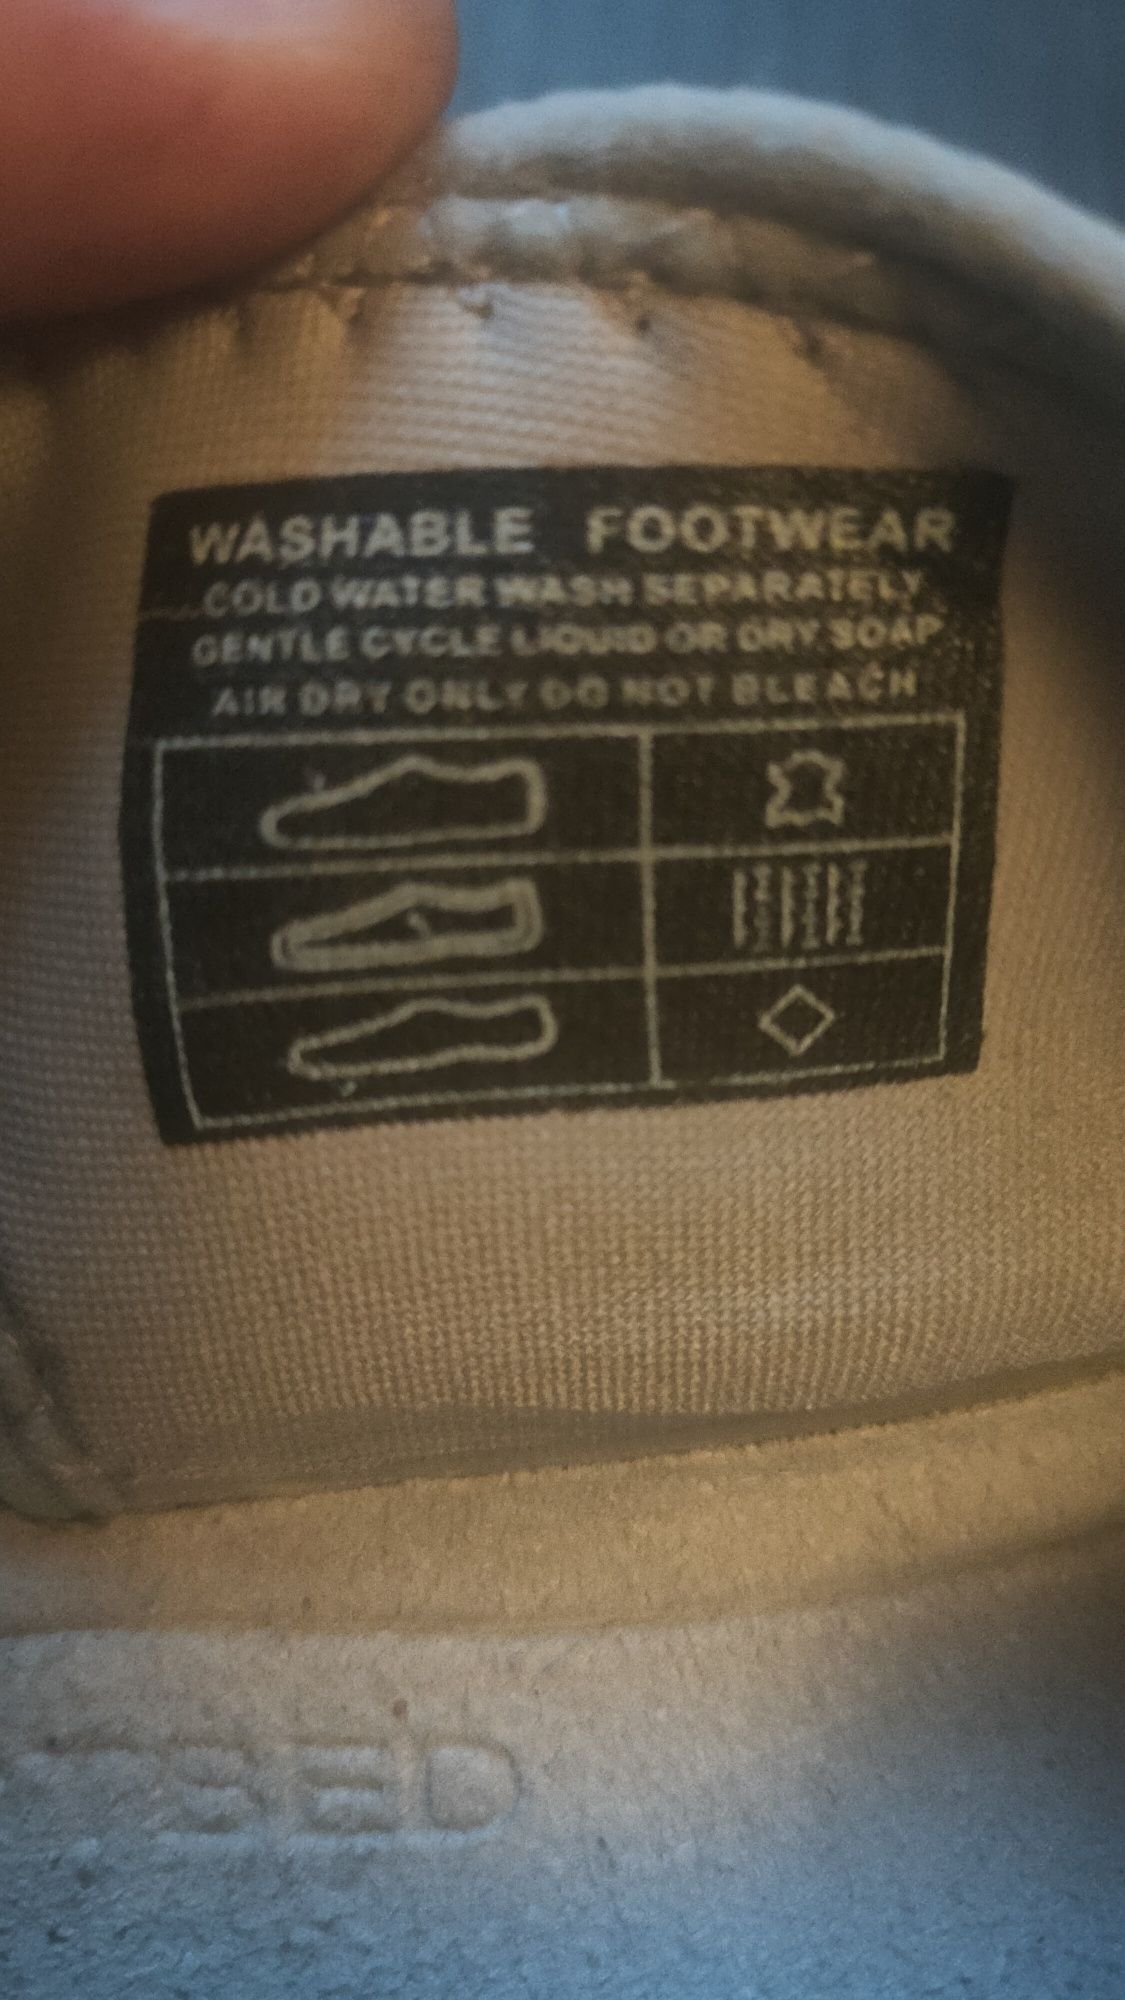 WASHABLE FOOTWEAR
COLD WATER WASH SEPARATELY
GENTLE CYCLE LIQUID OR DRY SOAP
AIR DRY ONLY DO NOT BLEACH